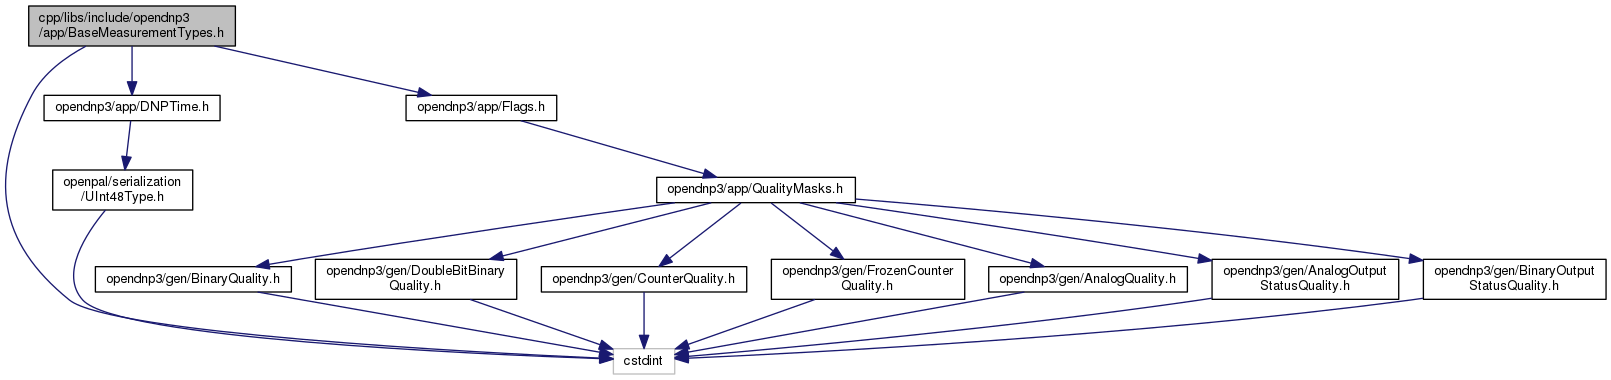 cpp/libs/include/opendnp3
/app/BaseMeasurementTypes.h
opendnp3/app/DNPTime.h
opendnp3/app/Flags.h
openpal/serialization
/UInt48Type.h
opendnp3/app/QualityMasks.h
opendnp3/gen/BinaryQuality.h
opendnp3/gen/DoubleBitBinary
Quality.h
opendnp3/gen/CounterQuality.h
opendnp3/gen/FrozenCounter
Quality.h
opendnp3/gen/AnalogQuality.h
opendnp3/gen/AnalogOutput
StatusQuality.h
opendnp3/gen/BinaryOutput
StatusQuality.h
cstdint